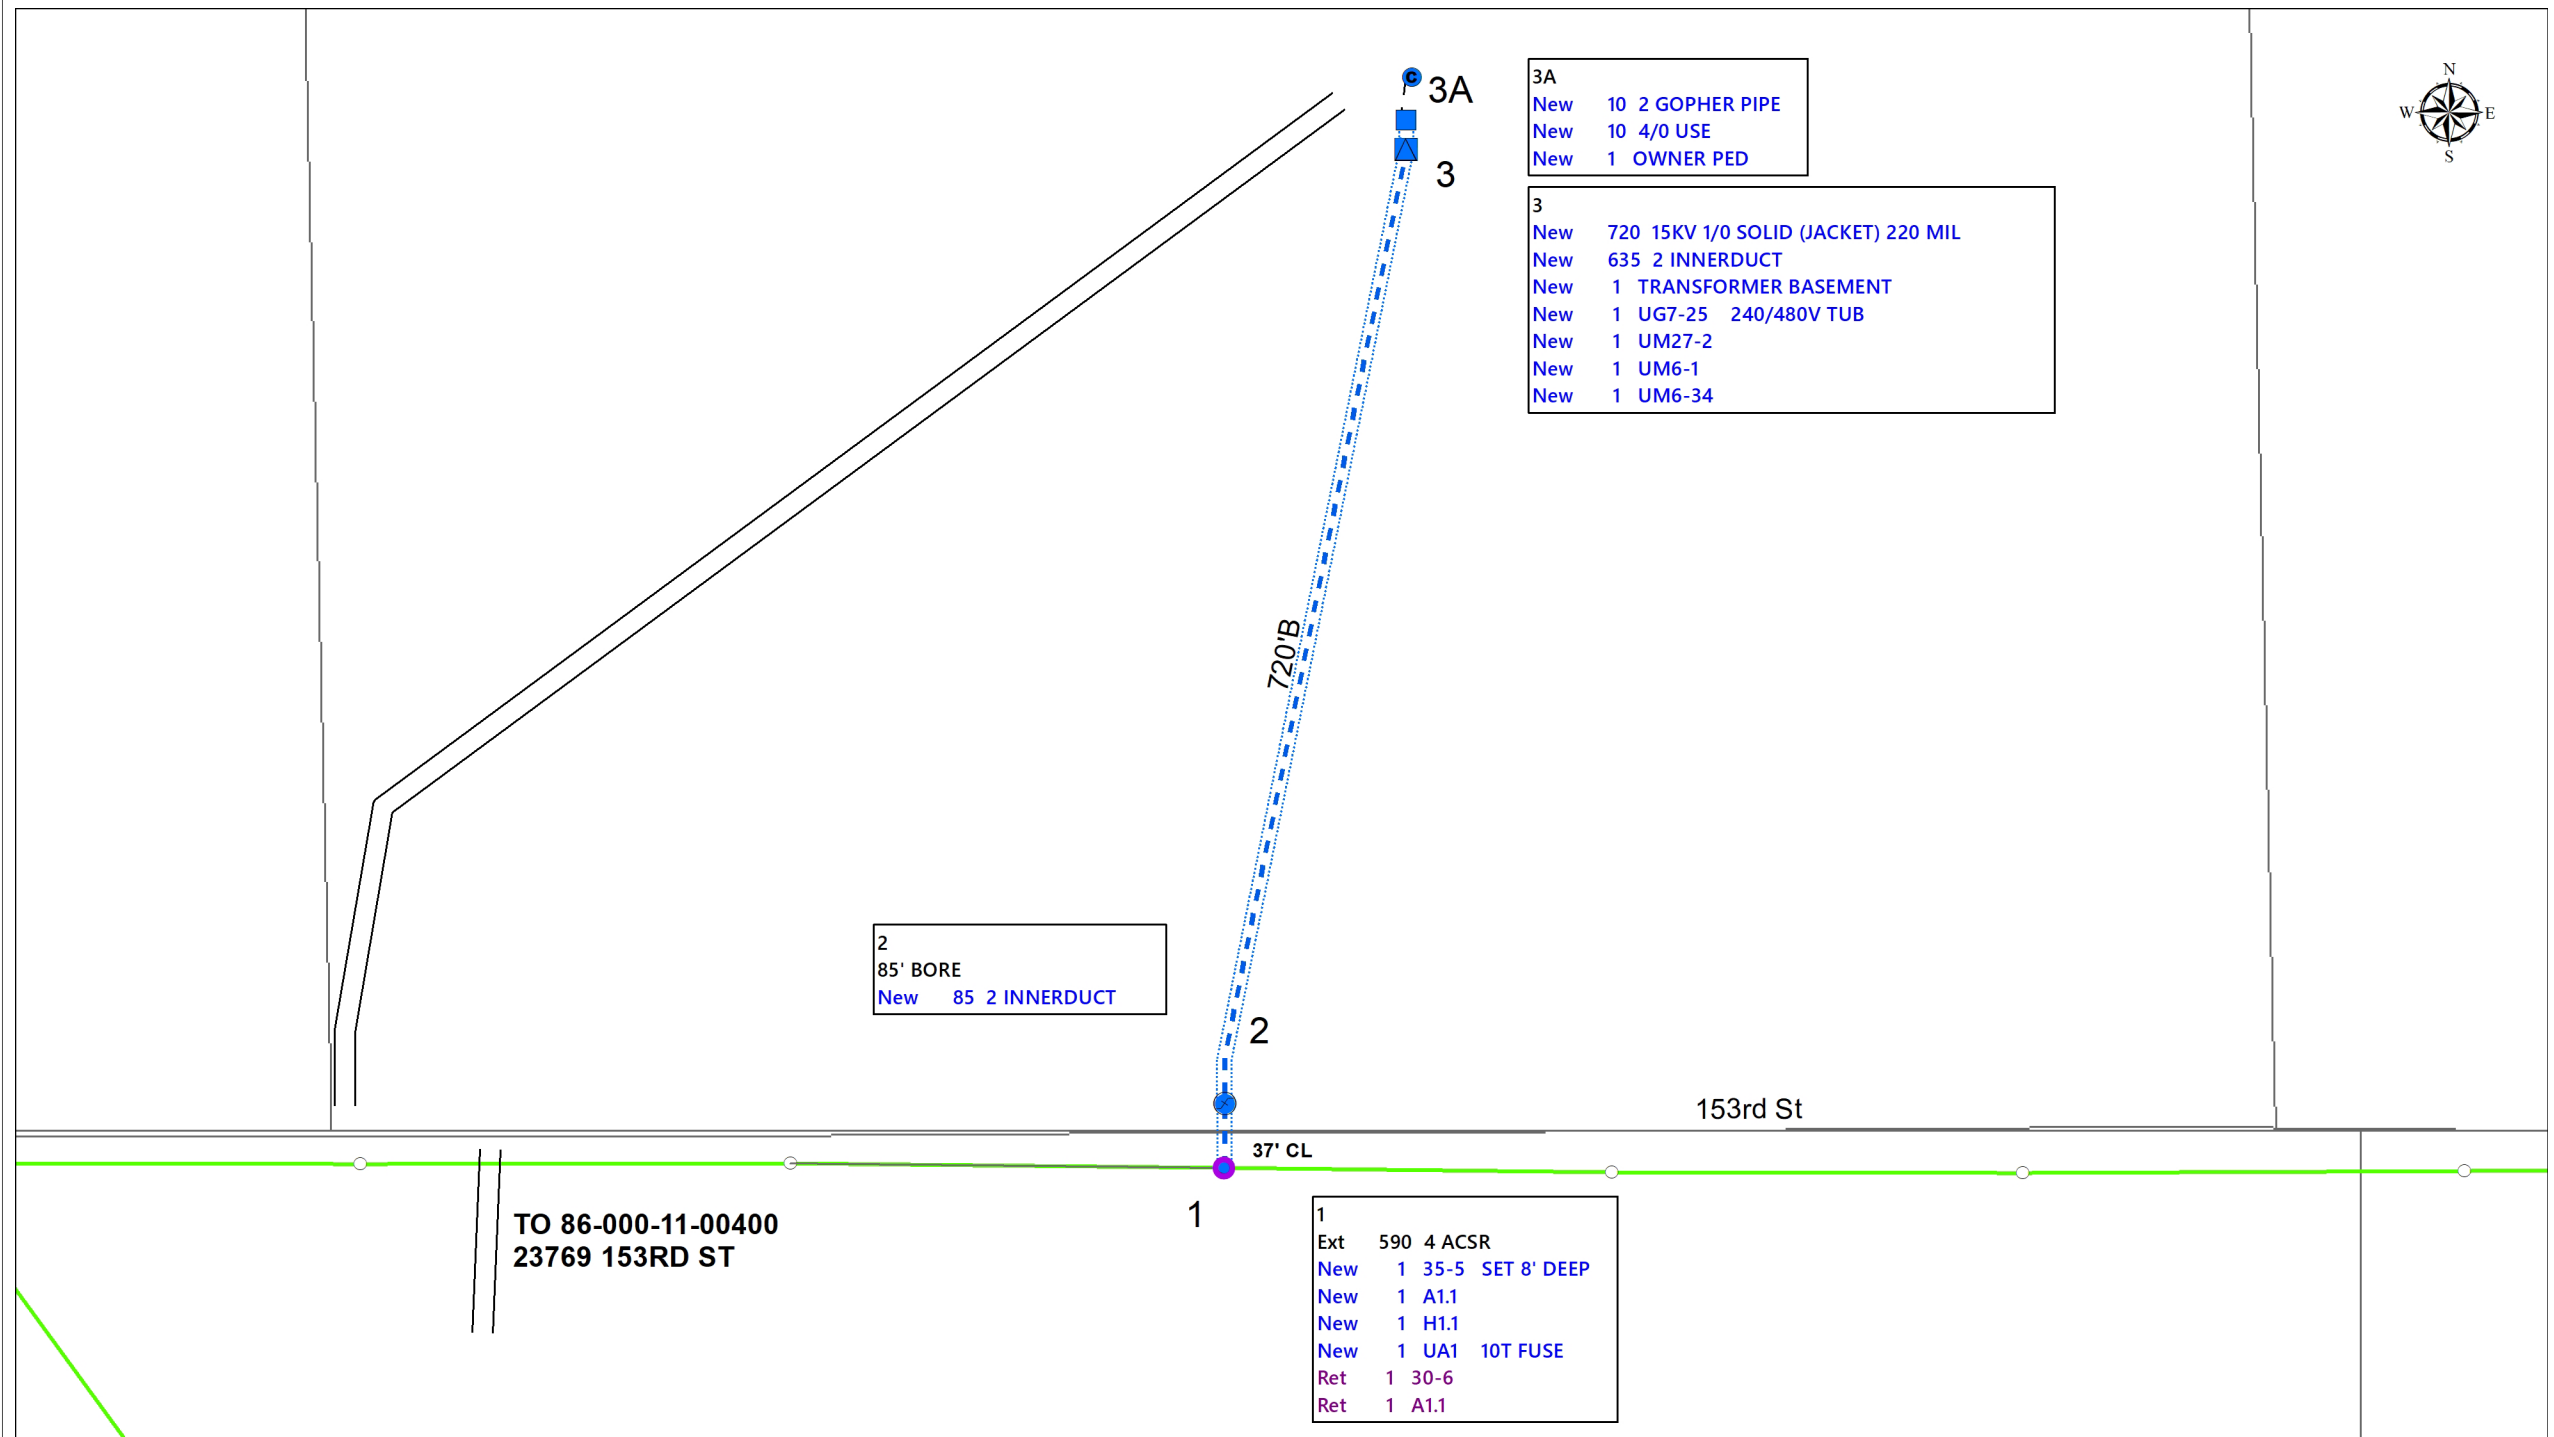 C
3A
3
3A
New 10 2 GOPHER PIPE
New 10 4/0 USE
New 1 OWNER PED
3
New 720 15KV 1/0 SOLID (JACKET) 220 MIL
New 635 2 INNERDUCT
New 1 TRANSFORMER BASEMENT
New 1 UG7-25 240/480V TUB
New 1 UM27-2
New 1 UM6-1
New 1 UM6-34
N
W E
S
720'B
2
85' BORE
New 85 2 INNERDUCT
2
153rd St
37' CL
1
TO 86-000-11-00400
23769 153RD ST
1
Ext 590 4 ACSR
New 1 35-5 SET 8' DEEP
New 1 A1.1
New 1 H1.1
New 1 UA1 10T FUSE
Ret 1 30-6
Ret 1 A1.1